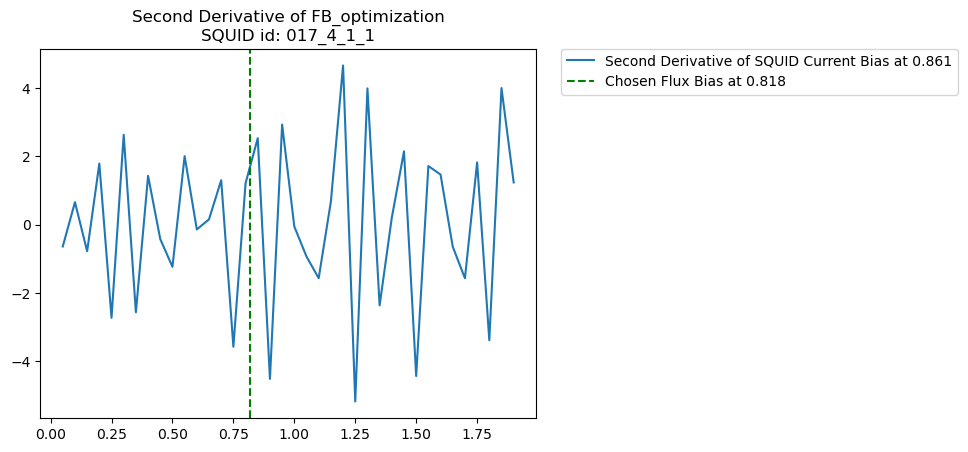 Second Derivative of FB_optimization
SQUID id: 017_4_1_1
Second Derivative of SQUID Current Bias at 0.861
Chosen Flux Bias at 0.818
4
2
0
−2
−4
0.00 0.25 0.50 0.75 1.00 1.25 1.50 1.75